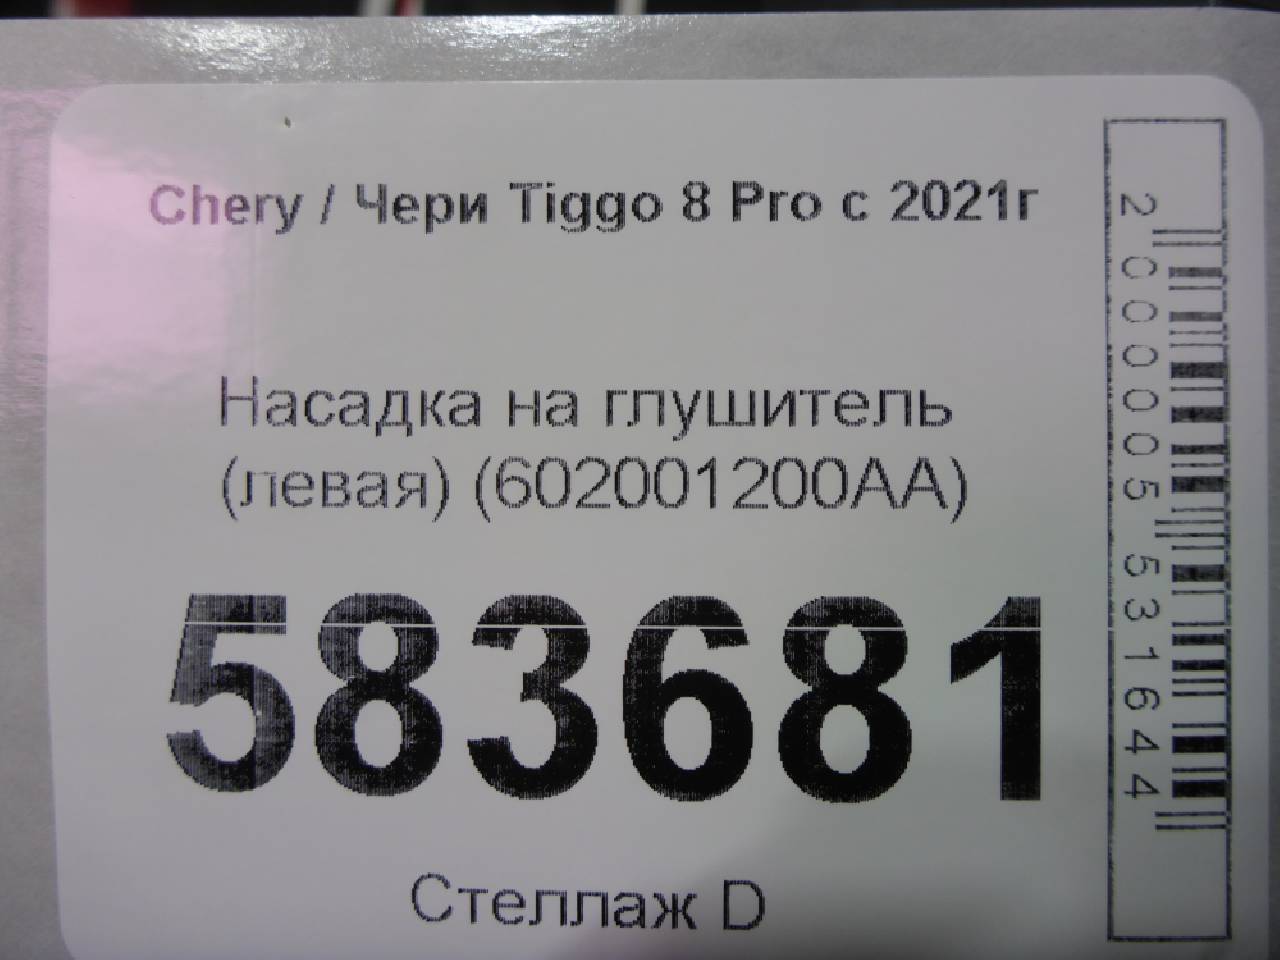 Chery / Чери Tiggo 8 Pro с 2021г
Насадка на глушитель
(левая) (602001200AA)
583681
Стеллаж D
2000005531644